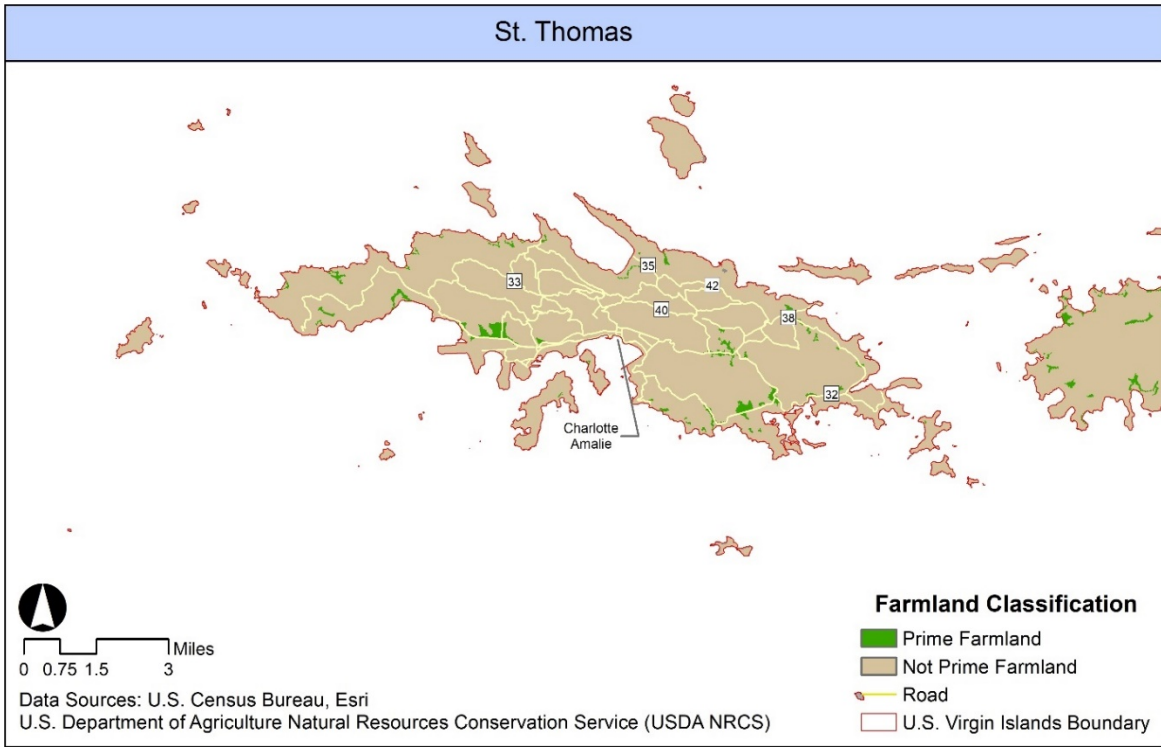 St. Thomas
35
33
42
40
38
32
Charlotte
Amalie
Miles
0 0.75 1.5 3
Data Sources: U.S. Census Bureau, Esri
U.S. Department of Agriculture Natural Resources Conservation Service (USDA NRCS)
Farmland Classification
Prime Farmland
Not Prime Farmland
Road
U.S. Virgin Islands Boundary